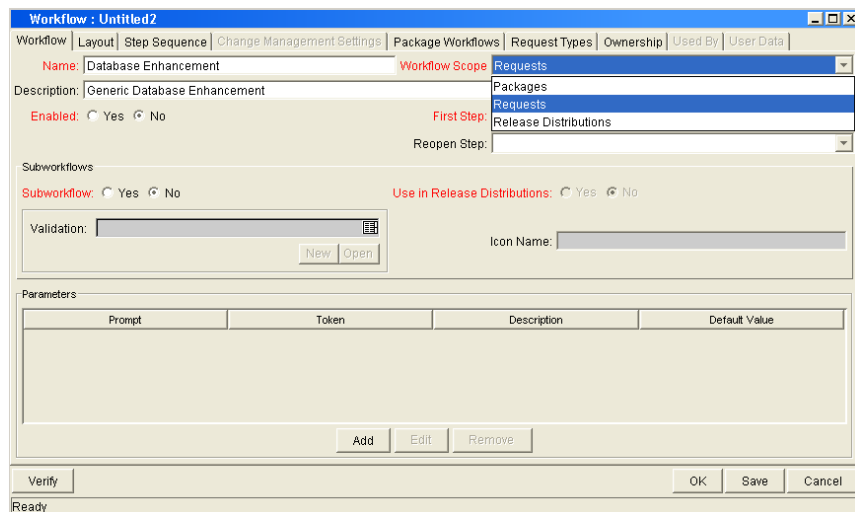 Workflow : Untitled2
Workflow Layout Step Sequence Change Management Settings Package Workflows Request Types Ownership Used By User Data
Name: Database Enhancement Workflow Scope Requests
Packages
Description: Generic Database Enhancement
Requests
Enabled: Yes No First Step: Release Distributions
Reopen Step:
Subworkflows
Subworkflow: Yes No Use in Release Distributions: Yes No
Validation:
Icon Name:
New Open
Parameters
Prompt Token Description Default Value
Add Edit Remove
Verify OK Save Cancel
Ready